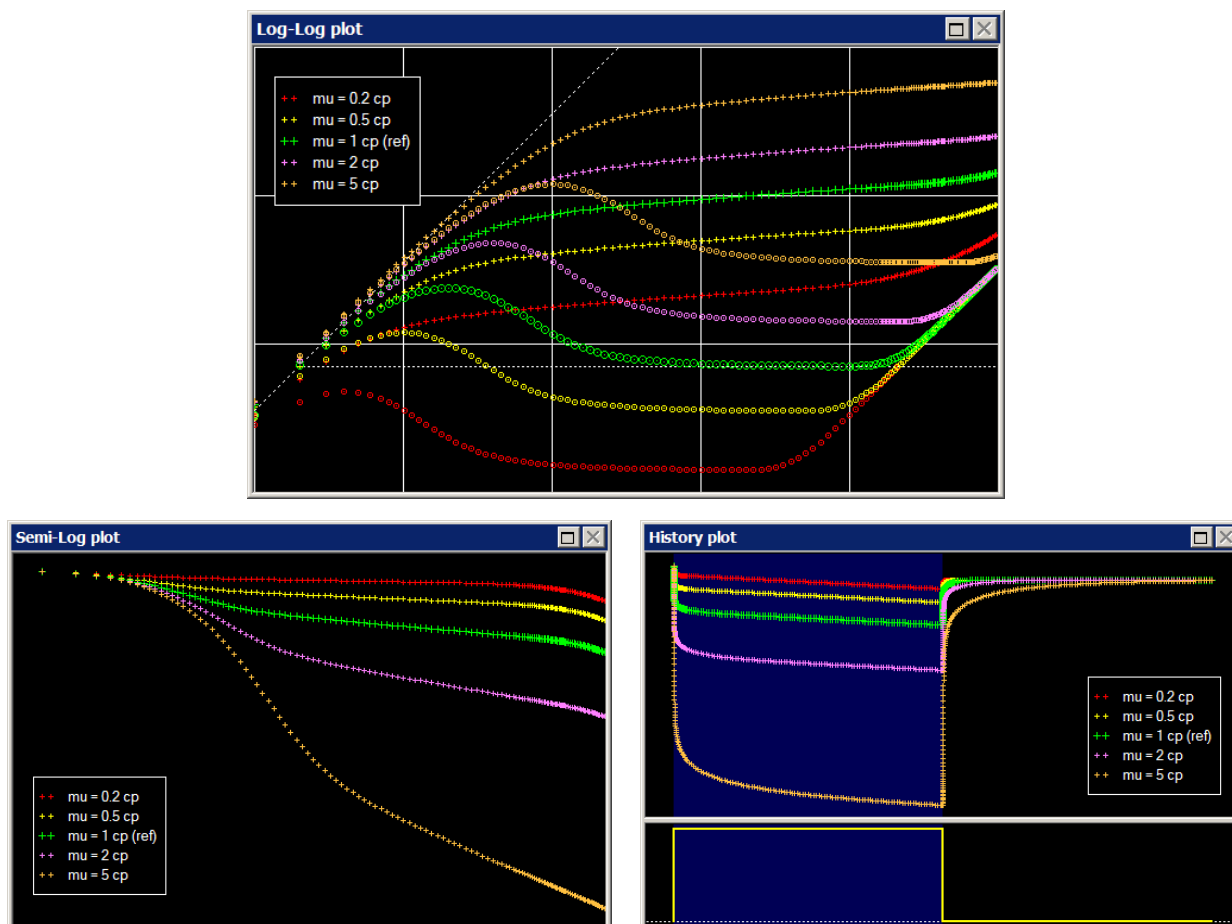 Log-Log plot
mu = 0.2 cp
mu = 0.5 cp
mu = 1 cp (ref)
mu = 2 cp
mu = 5 cp
Semi-Log plot
mu = 0.2 cp
mu = 0.5 cp
mu = 1 cp (ref)
mu = 2 cp
mu = 5 cp
History plot
mu = 0.2 cp
mu = 0.5 cp
mu = 1 cp (ref)
mu = 2 cp
mu = 5 cp